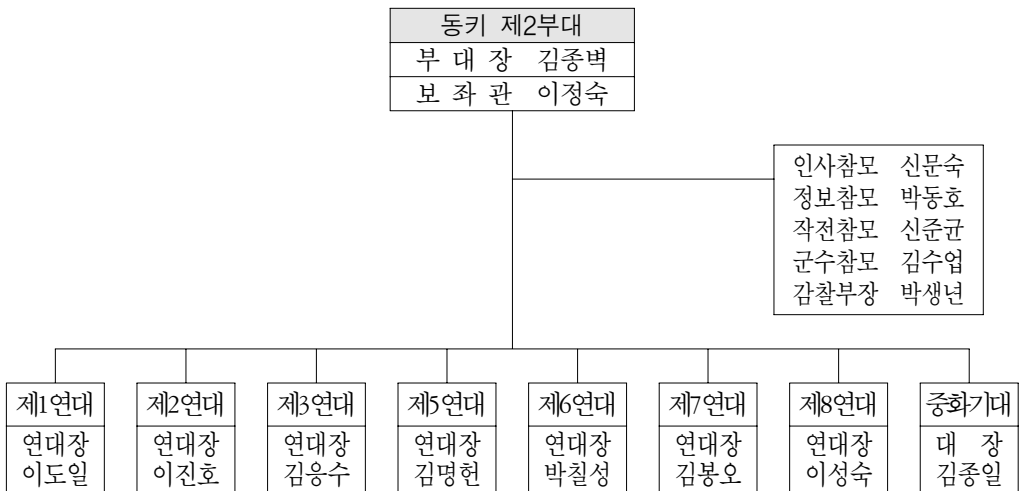 동키 제2부대
부 대 장 김종벽
보 좌 관 이정숙
인사참모 신문숙
정보참모 박동호
작전참모 신준균
군수참모 김수업
감찰부장 박생년
제1연대
연대장
이도일
제2연대
연대장
이진호
제3연대
연대장
김응수
제5연대
연대장
김명헌
제6연대
연대장
박칠성
제7연대
연대장
김봉오
제8연대
연대장
이성숙
중화기대
대 장
김종일